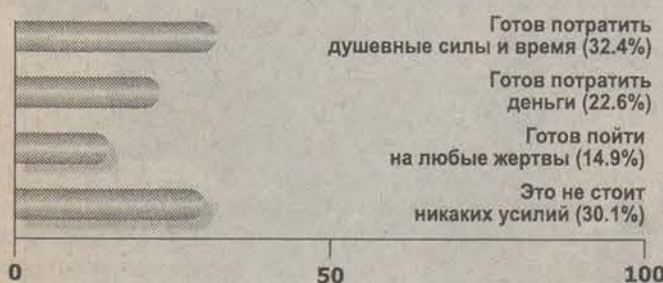 Готов потратить
душевные силы и время (32.4%)
Готов потратить
деньги (22.6%)
Готов пойти
на любые жертвы (14.9%)
Это не стоит
никаких усилий (30.1%)
0 50 100